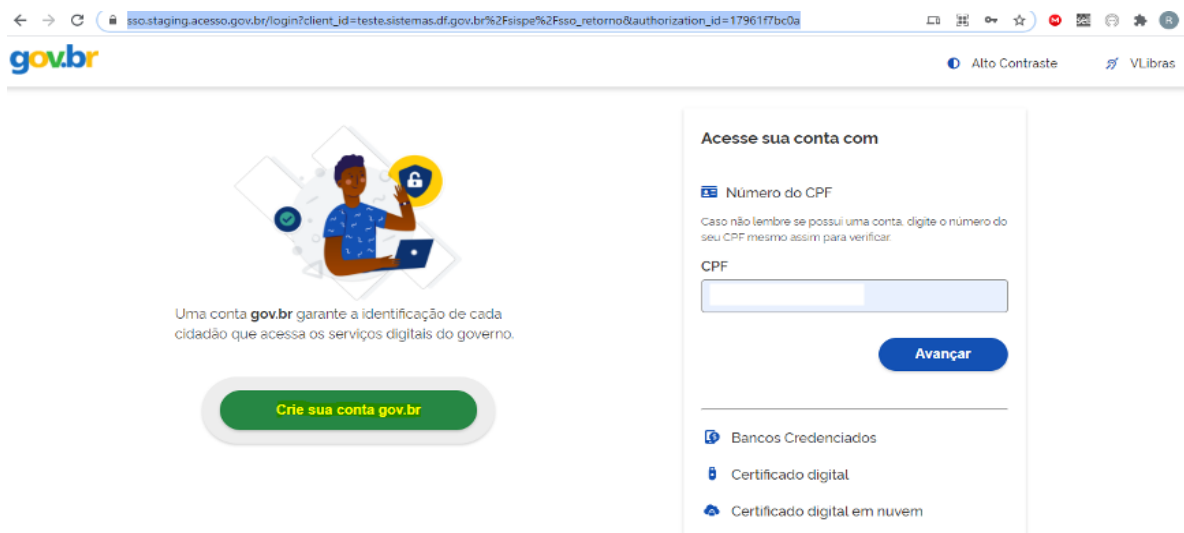 sso.staging.acesso.gov.br/login?client_id=teste.sistemas.df.gov.br%2Fsispe%2Fsso_retorno&authorization_id=17961f7bc0a
R
gov.br
Alto Contraste
VLibras
Acesse sua conta com
Número do CPF
Caso não lembre se possui uma conta, digite o número do
seu CPF mesmo assim para verificar.
CPF
Uma conta gov.br garante a identificação de cada
cidadão que acessa os serviços digitais do governo.
Avançar
Crie sua conta gov.br
Bancos Credenciados
Certificado digital
Certificado digital em nuvem